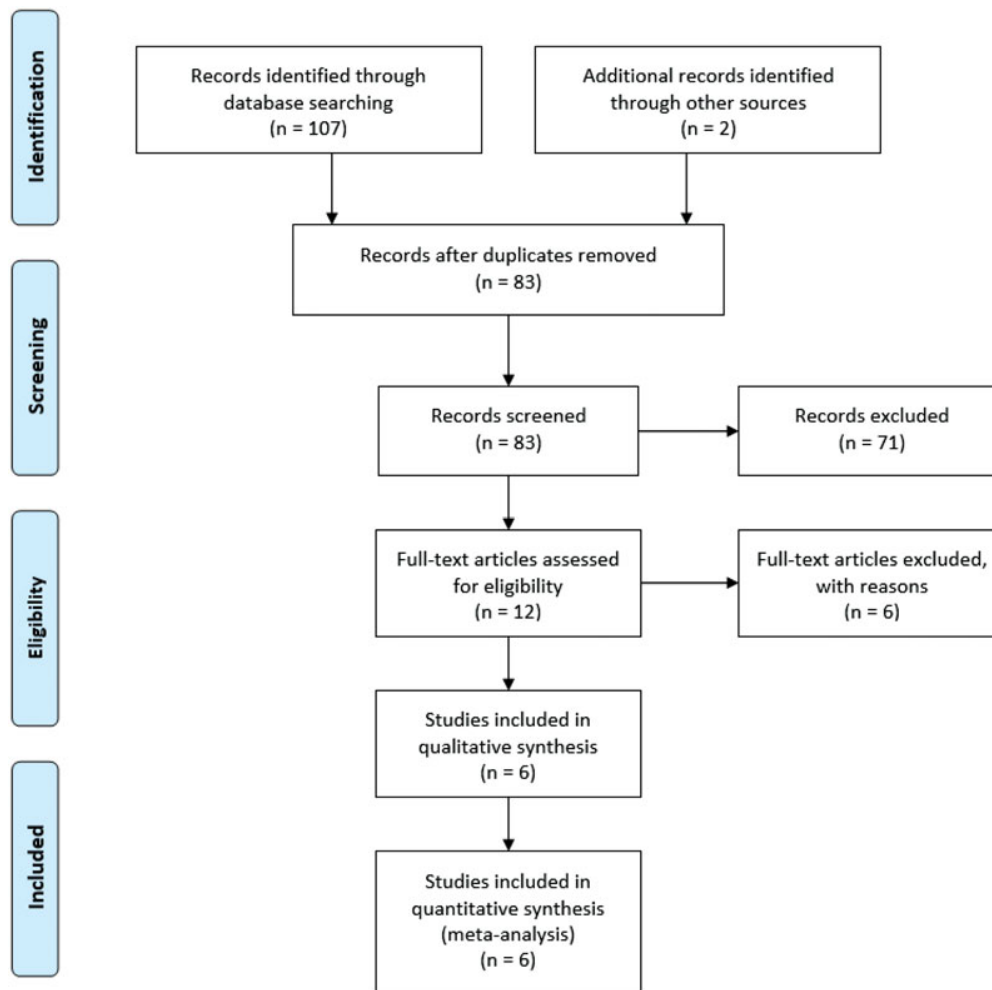 Identification
Records identified through
database searching
(n = 107)
Additional records identified
through other sources
(n = 2)
Records after duplicates removed
(n = 83)
Screening
Records screened
(n = 83)
Records excluded
(n = 71)
Eligibility
Full-text articles assessed
for eligibility
(n = 12)
Full-text articles excluded,
with reasons
(n = 6)
Studies included in
qualitative synthesis
(n = 6)
Included
Studies included in
quantitative synthesis
(meta-analysis)
(n = 6)